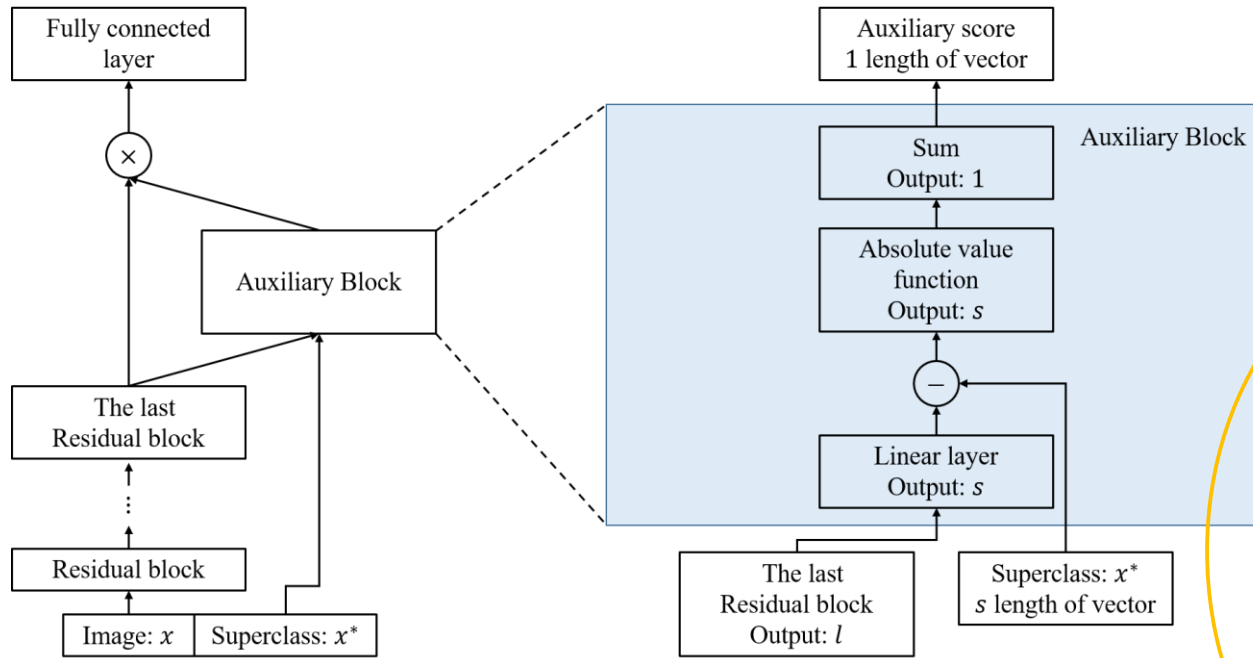 Fully connected
layer
×
Auxiliary Block
The last
Residual block
⋮
Residual block
Image: x
Superclass: x*
Auxiliary score
1 length of vector
Auxiliary Block
Sum
Output: 1
Absolute value
function
Output: s
−
Linear layer
Output: s
The last
Residual block
Output: l
Superclass: x*
s length of vector